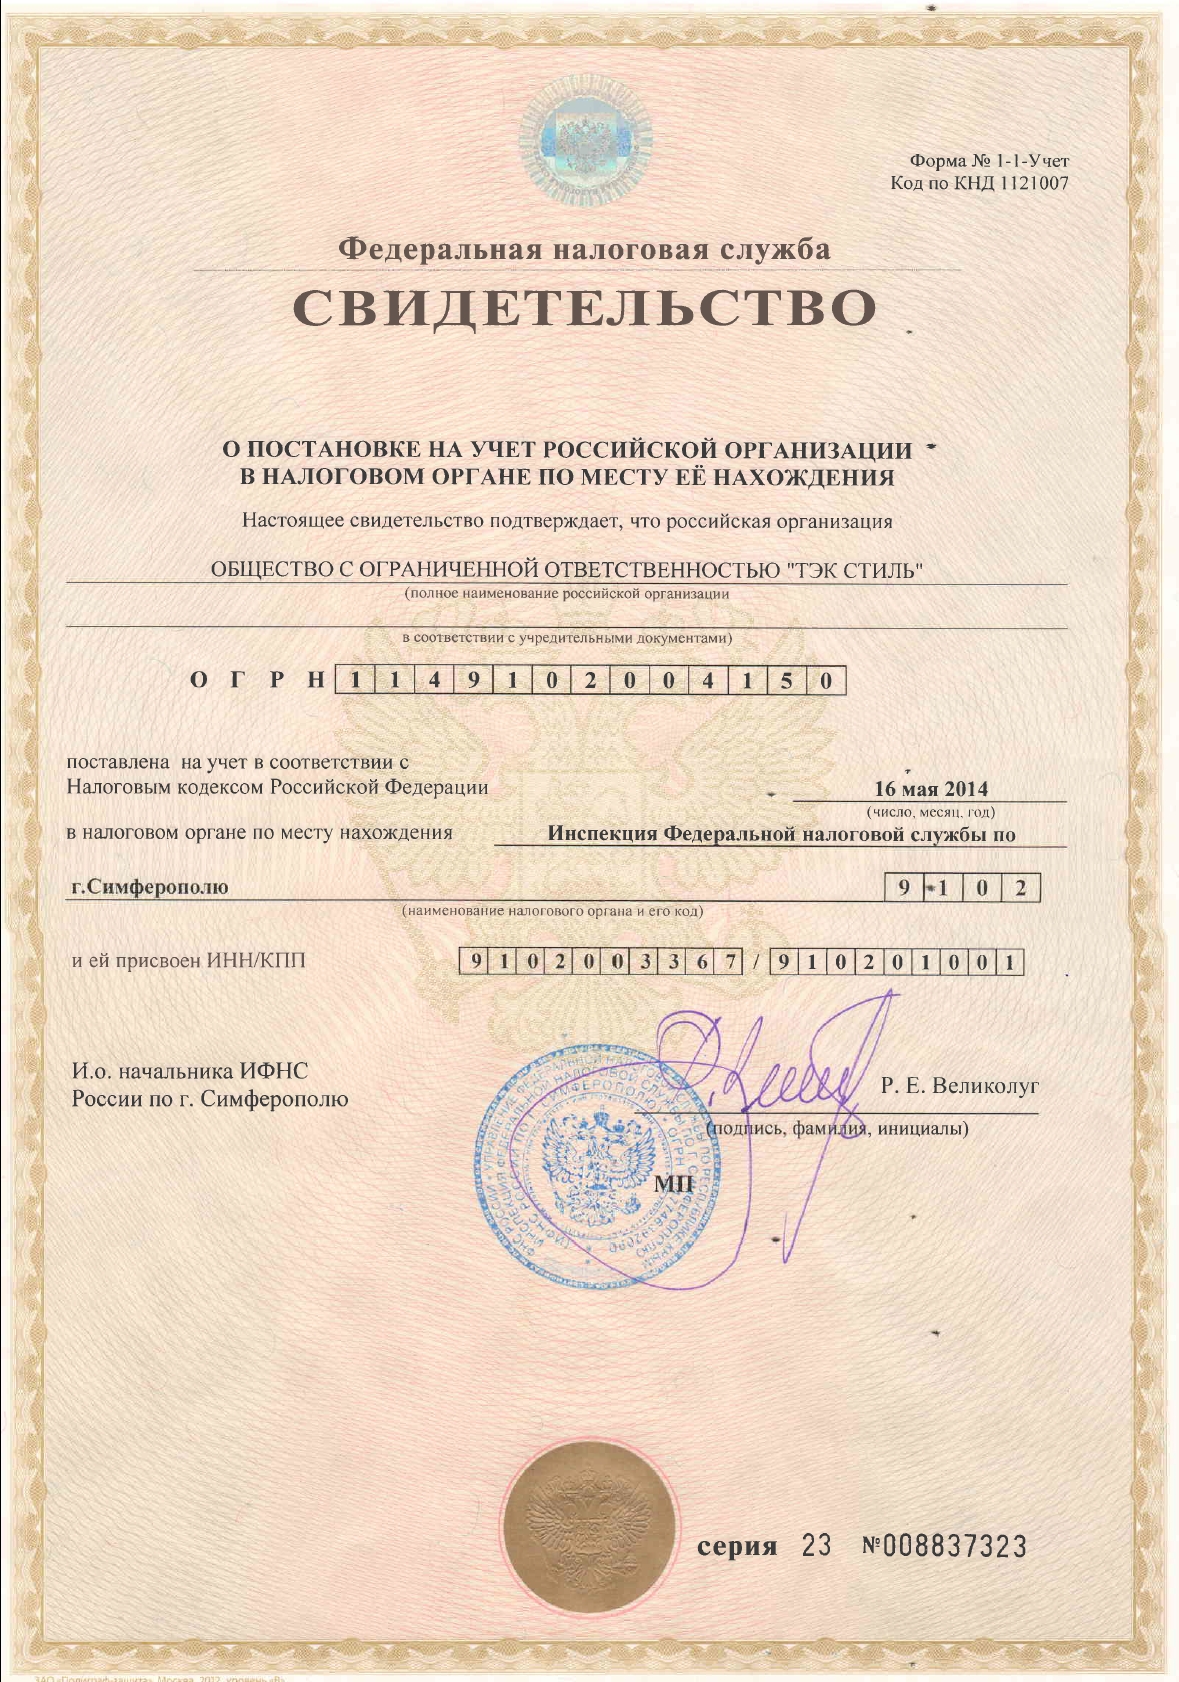 Форма № 1-1-Учет
Код по КНД 1121007
Федеральная налоговая служба
СВИДЕТЕЛЬСТВО
О ПОСТАНОВКЕ НА УЧЕТ РОССИЙСКОЙ ОРГАНИЗАЦИИ
В НАЛОГОВОМ ОРГАНЕ ПО МЕСТУ ЕЁ НАХОЖДЕНИЯ
Настоящее свидетельство подтверждает, что российская организация
ОБЩЕСТВО С ОГРАНИЧЕННОЙ ОТВЕТСТВЕННОСТЬЮ "ТЭК СТИЛЬ"
(полное наименование российской организации
в соответствии с учредительными документами)
О Г Р Н 1 1 4 9 1 0 2 0 0 4 1 5 0
поставлена на учет в соответствии с
Налоговым кодексом Российской Федерации 16 мая 2014
(число, месяц, год)
в налоговом органе по месту нахождения Инспекция Федеральной налоговой службы по
г.Симферополю 9 1 0 2
(наименование налогового органа и его код)
и ей присвоен ИНН/КПП 9 1 0 2 0 0 3 3 6 7 / 9 1 0 2 0 1 0 0 1
И.о. начальника ИФНС
России по г. Симферополю Р. Е. Великолуг
(подпись, фамилия, инициалы)
МП
серия 23 №008837323
ЗАО «Полиграф-защита», Москва, 2012, уровень «В»